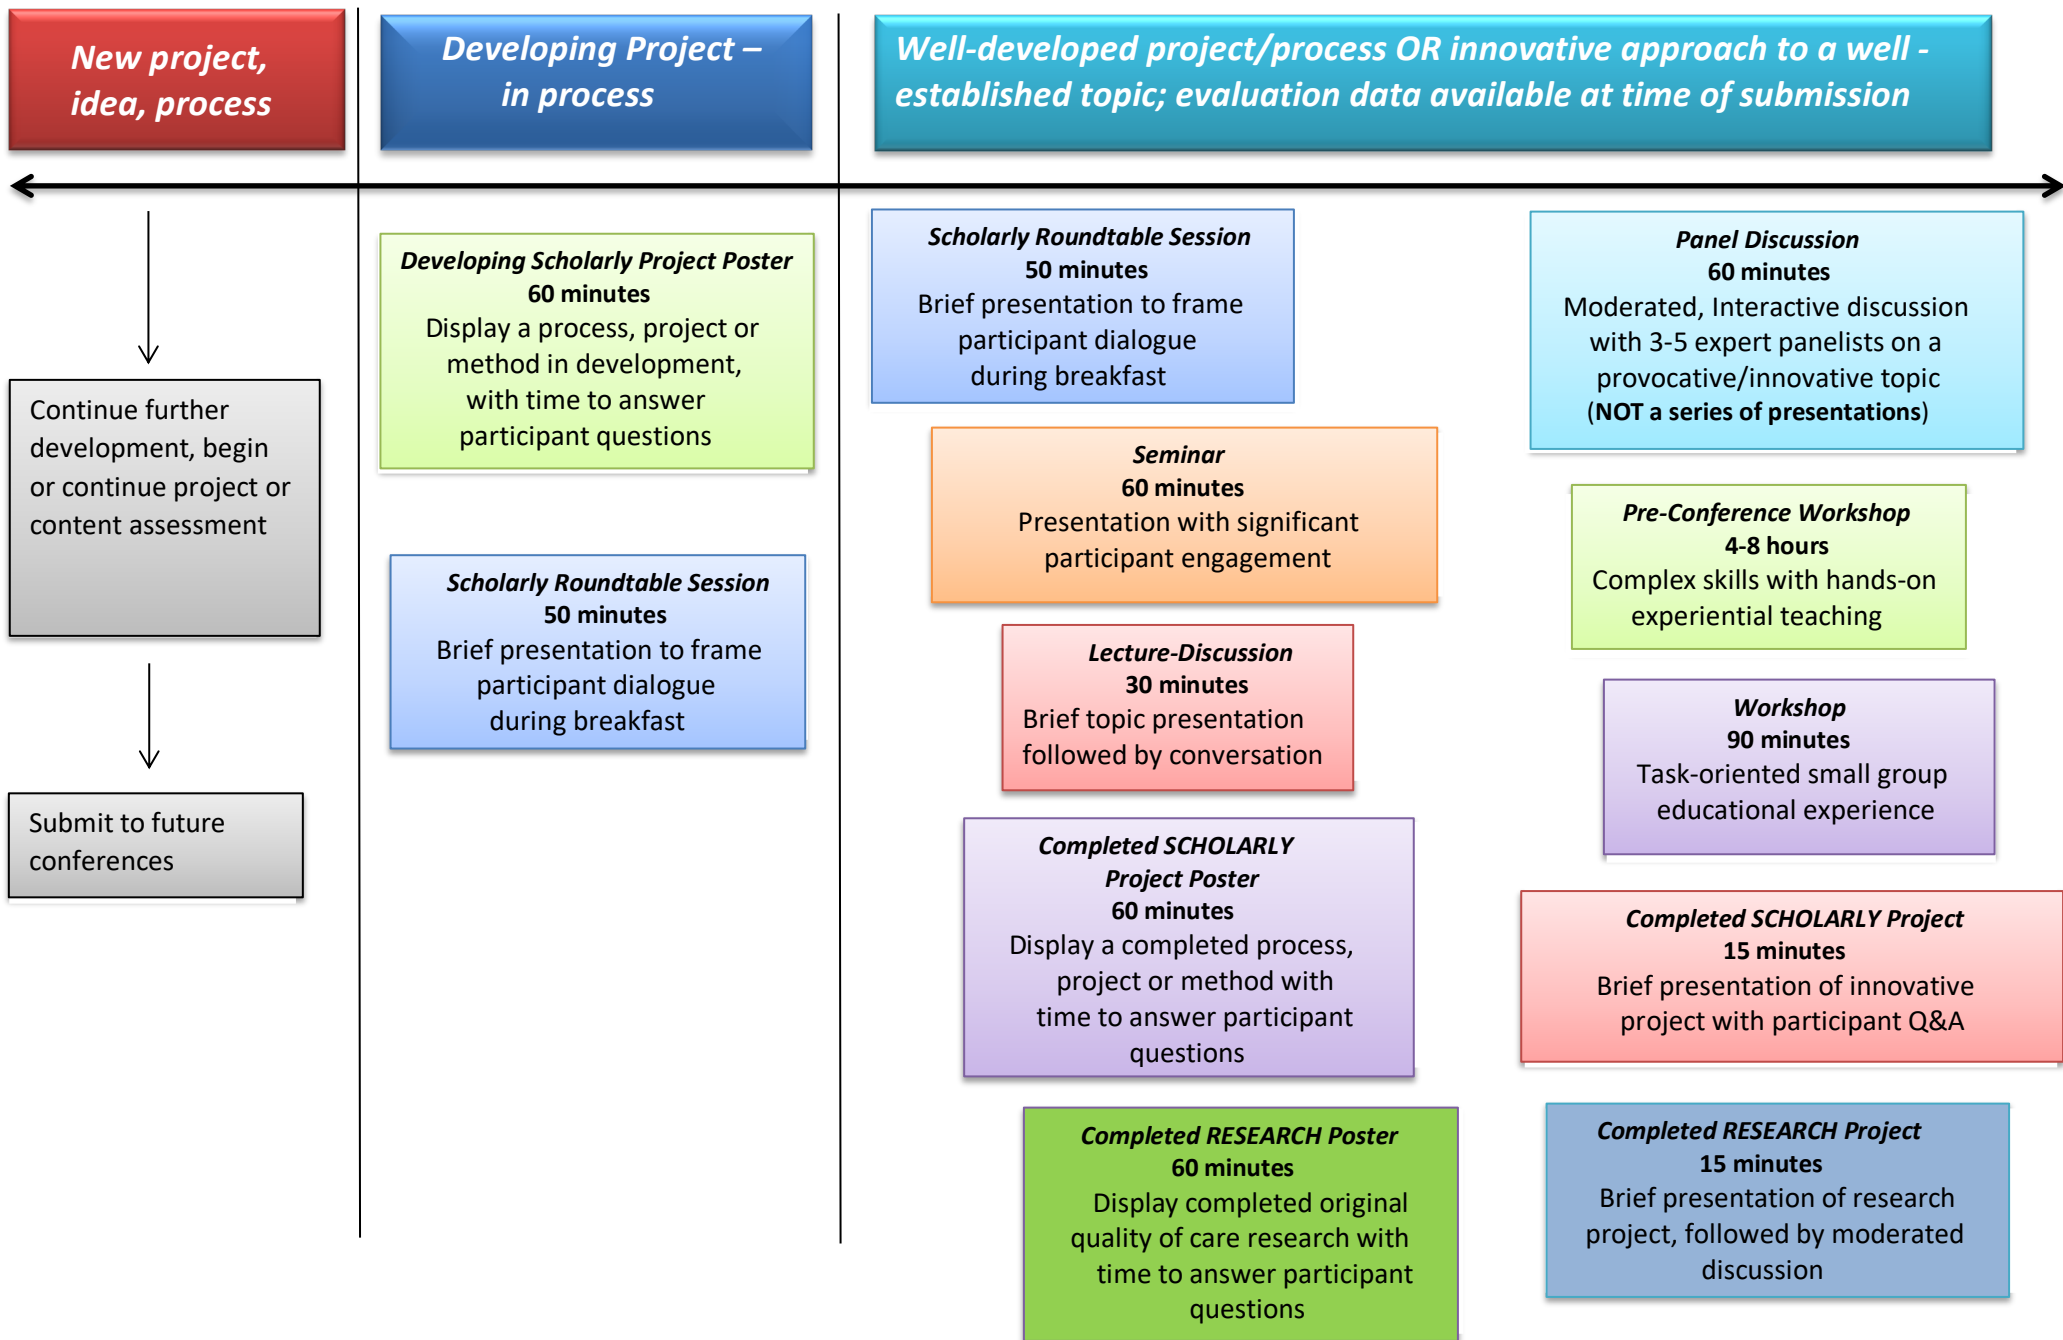 New project,
idea, process
Developing Project –
in process
Well-developed project/process OR innovative approach to a well -
established topic; evaluation data available at time of submission
Continue further
development, begin
or continue project or
content assessment
Submit to future
conferences
Developing Scholarly Project Poster
60 minutes
Display a process, project or
method in development,
with time to answer
participant questions
Scholarly Roundtable Session
50 minutes
Brief presentation to frame
participant dialogue
during breakfast
Scholarly Roundtable Session
50 minutes
Brief presentation to frame
participant dialogue
during breakfast
Seminar
60 minutes
Presentation with significant
participant engagement
Lecture-Discussion
30 minutes
Brief topic presentation
followed by conversation
Completed SCHOLARLY
Project Poster
60 minutes
Display a completed process,
project or method with
time to answer participant
questions
Completed RESEARCH Poster
60 minutes
Display completed original
quality of care research with
time to answer participant
questions
Panel Discussion
60 minutes
Moderated, Interactive discussion
with 3-5 expert panelists on a
provocative/innovative topic
(NOT a series of presentations)
Pre-Conference Workshop
4-8 hours
Complex skills with hands-on
experiential teaching
Workshop
90 minutes
Task-oriented small group
educational experience
Completed SCHOLARLY Project
15 minutes
Brief presentation of innovative
project with participant Q&A
Completed RESEARCH Project
15 minutes
Brief presentation of research
project, followed by moderated
discussion